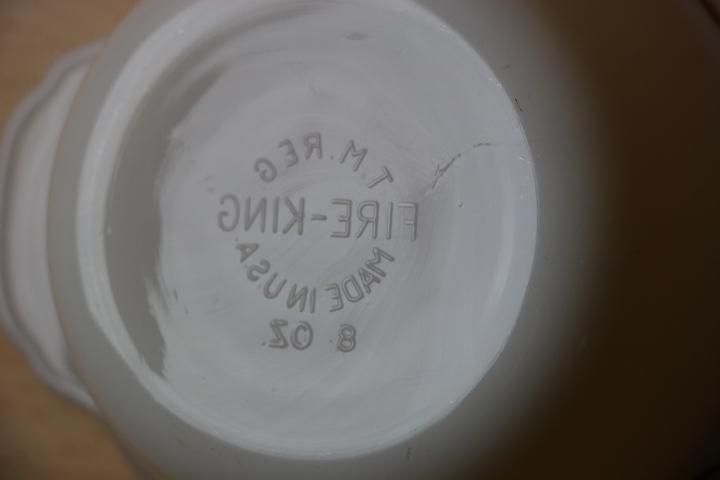 T.M. REG
FIRE-KING
MADE IN U.S.A.
8 OZ.